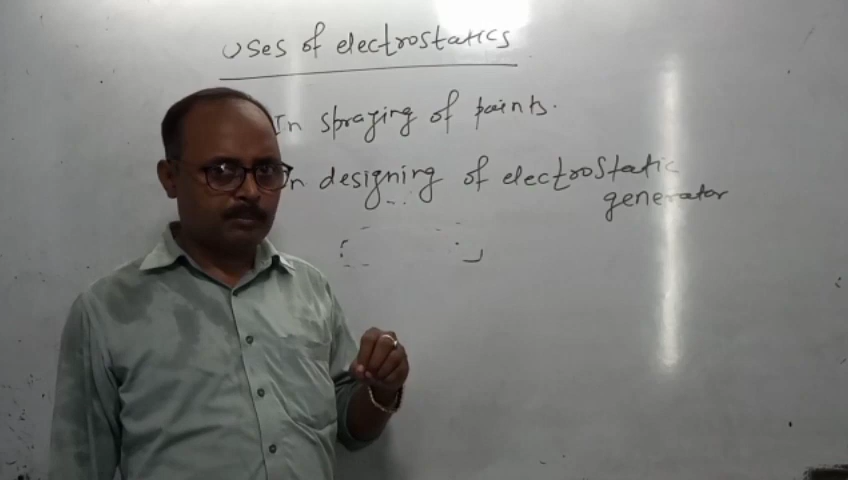 Uses of electrostatics
In spraying of paints.
In designing of electrostatic
generator